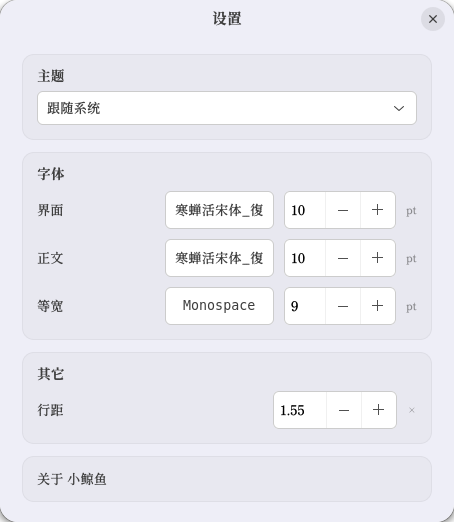 设置
主题
跟随系统
字体
界面 寒蝉活宋体_復 10 — + pt
正文 寒蝉活宋体_復 10 — + pt
等宽 Monospace 9 — + pt
其它
行距 1.55 — + ×
关于 小鲸鱼